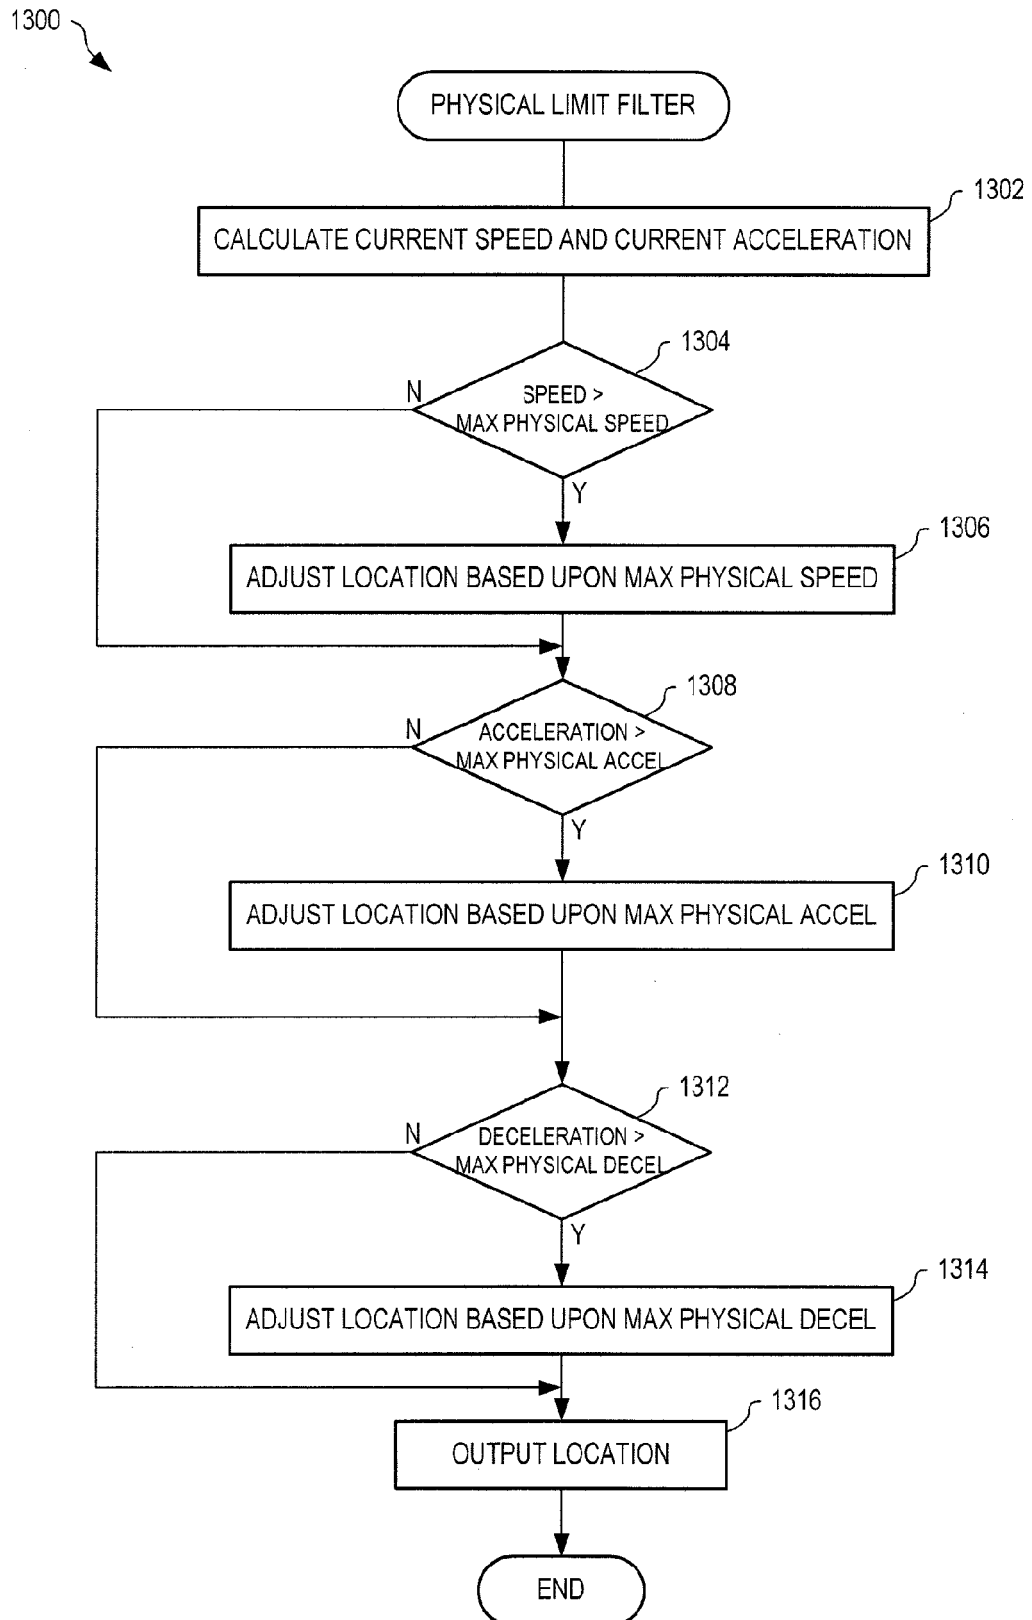 1300
PHYSICAL LIMIT FILTER
1302
CALCULATE CURRENT SPEED AND CURRENT ACCELERATION
1304
N
SPEED >
MAX PHYSICAL SPEED
Y
1306
ADJUST LOCATION BASED UPON MAX PHYSICAL SPEED
1308
N
ACCELERATION >
MAX PHYSICAL ACCEL
Y
1310
ADJUST LOCATION BASED UPON MAX PHYSICAL ACCEL
1312
N
DECELERATION >
MAX PHYSICAL DECEL
Y
1314
ADJUST LOCATION BASED UPON MAX PHYSICAL DECEL
1316
OUTPUT LOCATION
END